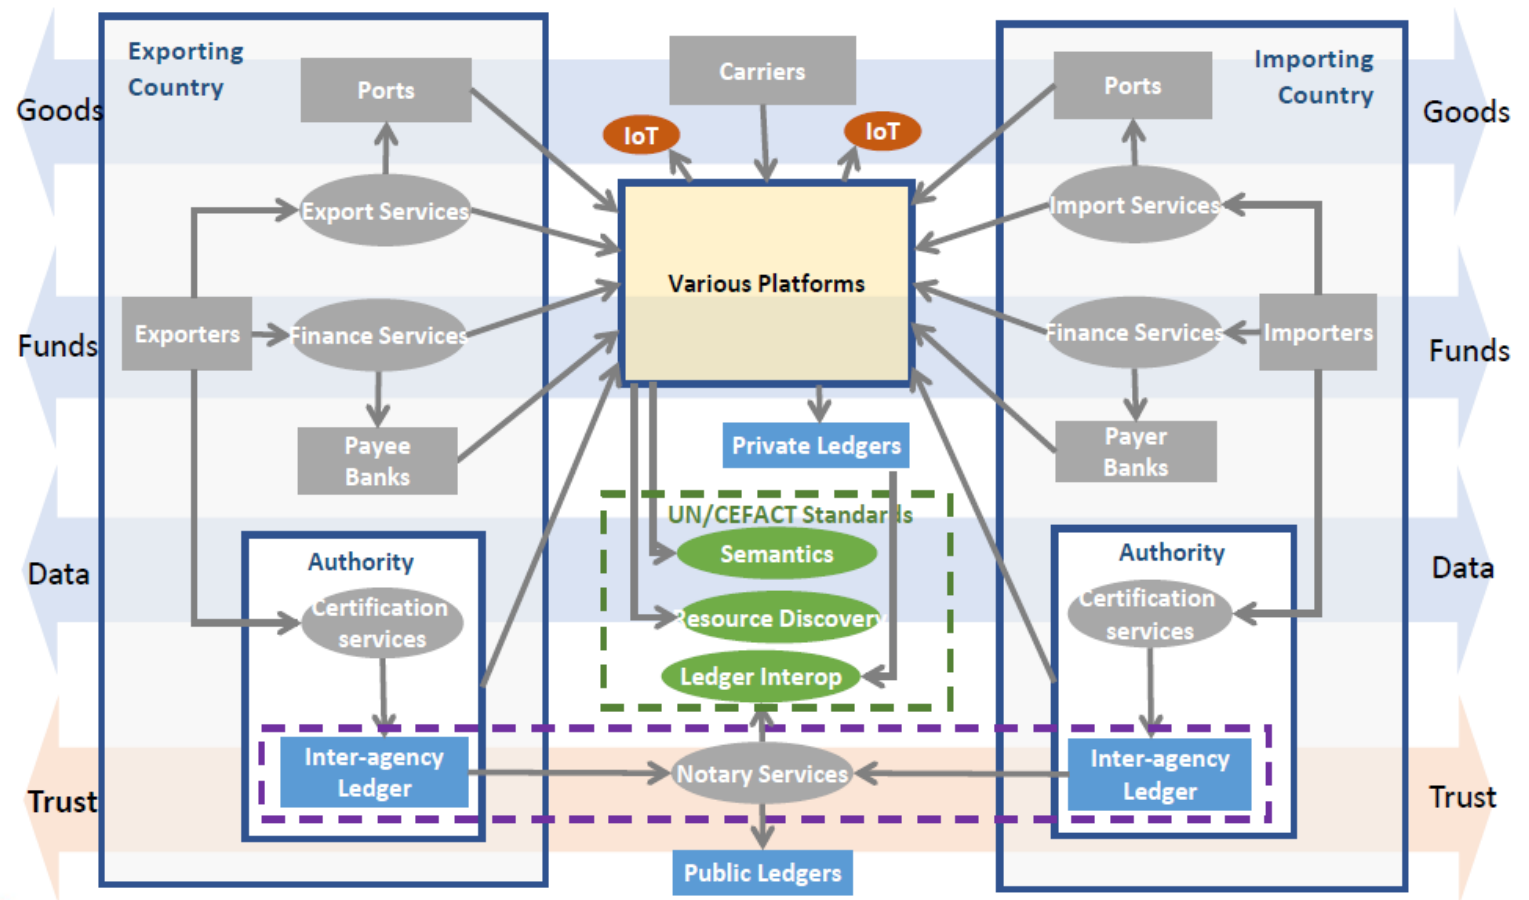 Exporting
Country
Importing
Country
Ports
Carriers
Ports
Goods
Goods
IoT
IoT
Export Services
Import Services
Various Platforms
Funds
Exporters
Finance Services
Finance Services
Importers
Funds
Payee
Banks
Private Ledgers
Payer
Banks
UN/CEFACT Standards
Authority
Semantics
Authority
Data
Data
Certification
services
Resource Discovery
Certification
services
Ledger Interop
Inter-agency
Ledger
Notary Services
Inter-agency
Ledger
Trust
Trust
Public Ledgers